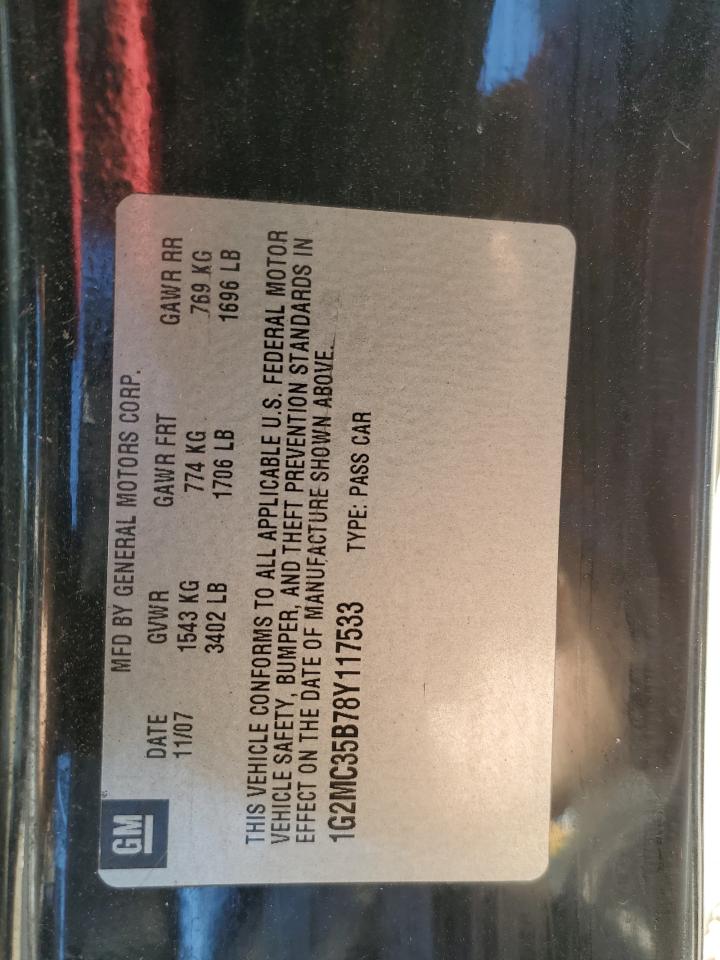 GM
MFD BY GENERAL MOTORS CORP.
DATE GVWR GAWR FRT GAWR RR
11/07 1543 KG 774 KG 769 KG
3402 LB 1706 LB 1696 LB
THIS VEHICLE CONFORMS TO ALL APPLICABLE U.S. FEDERAL MOTOR
VEHICLE SAFETY, BUMPER, AND THEFT PREVENTION STANDARDS IN
EFFECT ON THE DATE OF MANUFACTURE SHOWN ABOVE.
1G2MC35B78Y117533 TYPE: PASS CAR